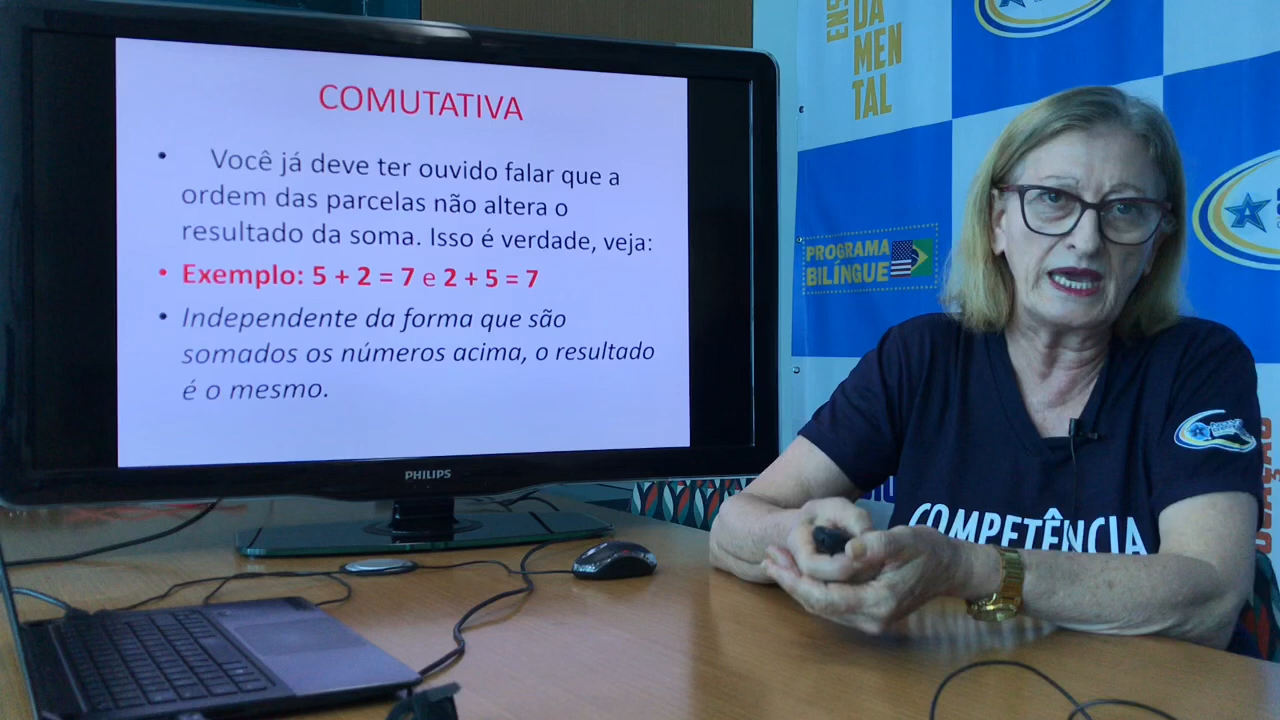 COMUTATIVA
• Você já deve ter ouvido falar que a
ordem das parcelas não altera o
resultado da soma. Isso é verdade, veja:
• Exemplo: 5 + 2 = 7 e 2 + 5 = 7
• Independente da forma que são
somados os números acima, o resultado
é o mesmo.
PHILIPS
ENS
DA
MEN
TAL
PROGRAMA
BILÍNGUE
COMPETÊNCIA